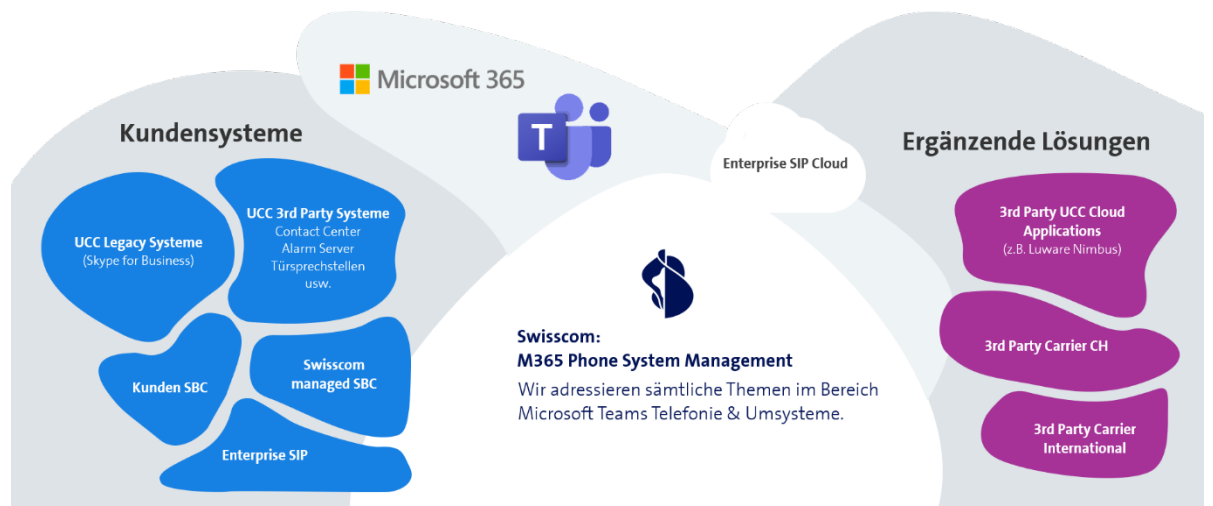 Microsoft 365
T
Kundensysteme
UCC Legacy Systeme
(Skype for Business)
UCC 3rd Party Systeme
Contact Center
Alarm Server
Türsprechstellen
usw.
Kunden SBC
Swisscom
managed SBC
Enterprise SIP
Enterprise SIP Cloud
Swisscom:
M365 Phone System Management
Wir adressieren sämtliche Themen im Bereich
Microsoft Teams Telefonie & Umsysteme.
Ergänzende Lösungen
3rd Party UCC Cloud
Applications
(z.B. Luware Nimbus)
3rd Party Carrier CH
3rd Party Carrier
International